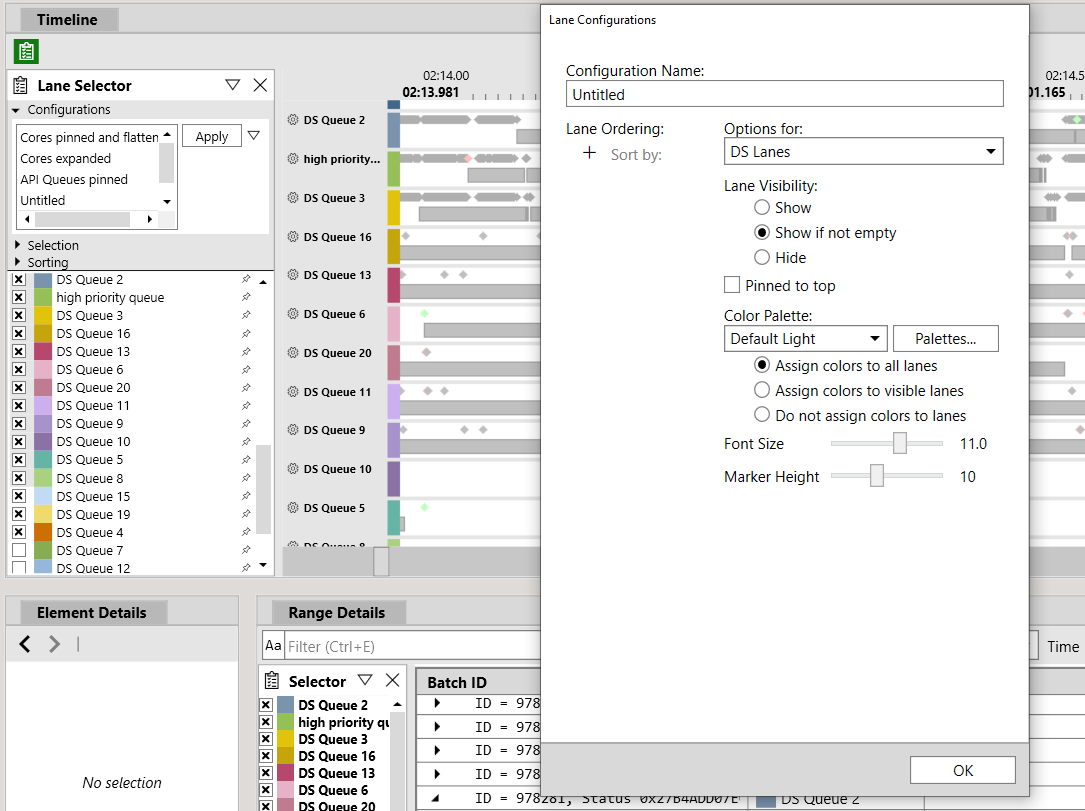 Timeline
Lane Selector
Configurations
Cores pinned and flatten
Cores expanded
API Queues pinned
Untitled
Apply
Selection
Sorting
DS Queue 2
high priority queue
DS Queue 3
DS Queue 16
DS Queue 13
DS Queue 6
DS Queue 20
DS Queue 11
DS Queue 9
DS Queue 10
DS Queue 5
DS Queue 8
DS Queue 15
DS Queue 19
DS Queue 4
DS Queue 7
DS Queue 12
02:14.00
02:13.981
02:14.5
01.165
DS Queue 2
high priority...
DS Queue 3
DS Queue 16
DS Queue 13
DS Queue 6
DS Queue 20
DS Queue 11
DS Queue 9
DS Queue 10
DS Queue 5
DS Queue 8
Lane Configurations
Configuration Name:
Untitled
Lane Ordering:
+ Sort by:
Options for:
DS Lanes
Lane Visibility:
Show
Show if not empty
Hide
Pinned to top
Color Palette:
Default Light
Palettes...
Assign colors to all lanes
Assign colors to visible lanes
Do not assign colors to lanes
Font Size 11.0
Marker Height 10
OK
Element Details
No selection
Range Details
Aa Filter (Ctrl+E)
Time
Selector
DS Queue 2
high priority qu
DS Queue 3
DS Queue 16
DS Queue 13
DS Queue 6
DS Queue 20
Batch ID
ID = 978
ID = 978
ID = 978
ID = 978
ID = 978281, Status 0x27B4ADD07E
DS Queue 2